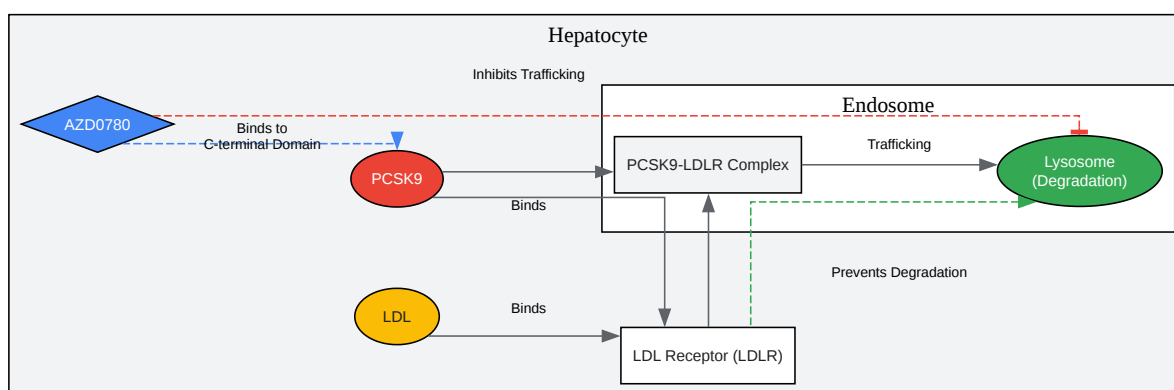 Hepatocyte
Inhibits Trafficking
Endosome
AZD0780
Binds to
C-terminal Domain
PCSK9
PCSK9-LDLR Complex
Trafficking
Lysosome
(Degradation)
Binds
Prevents Degradation
LDL
Binds
LDL Receptor (LDLR)